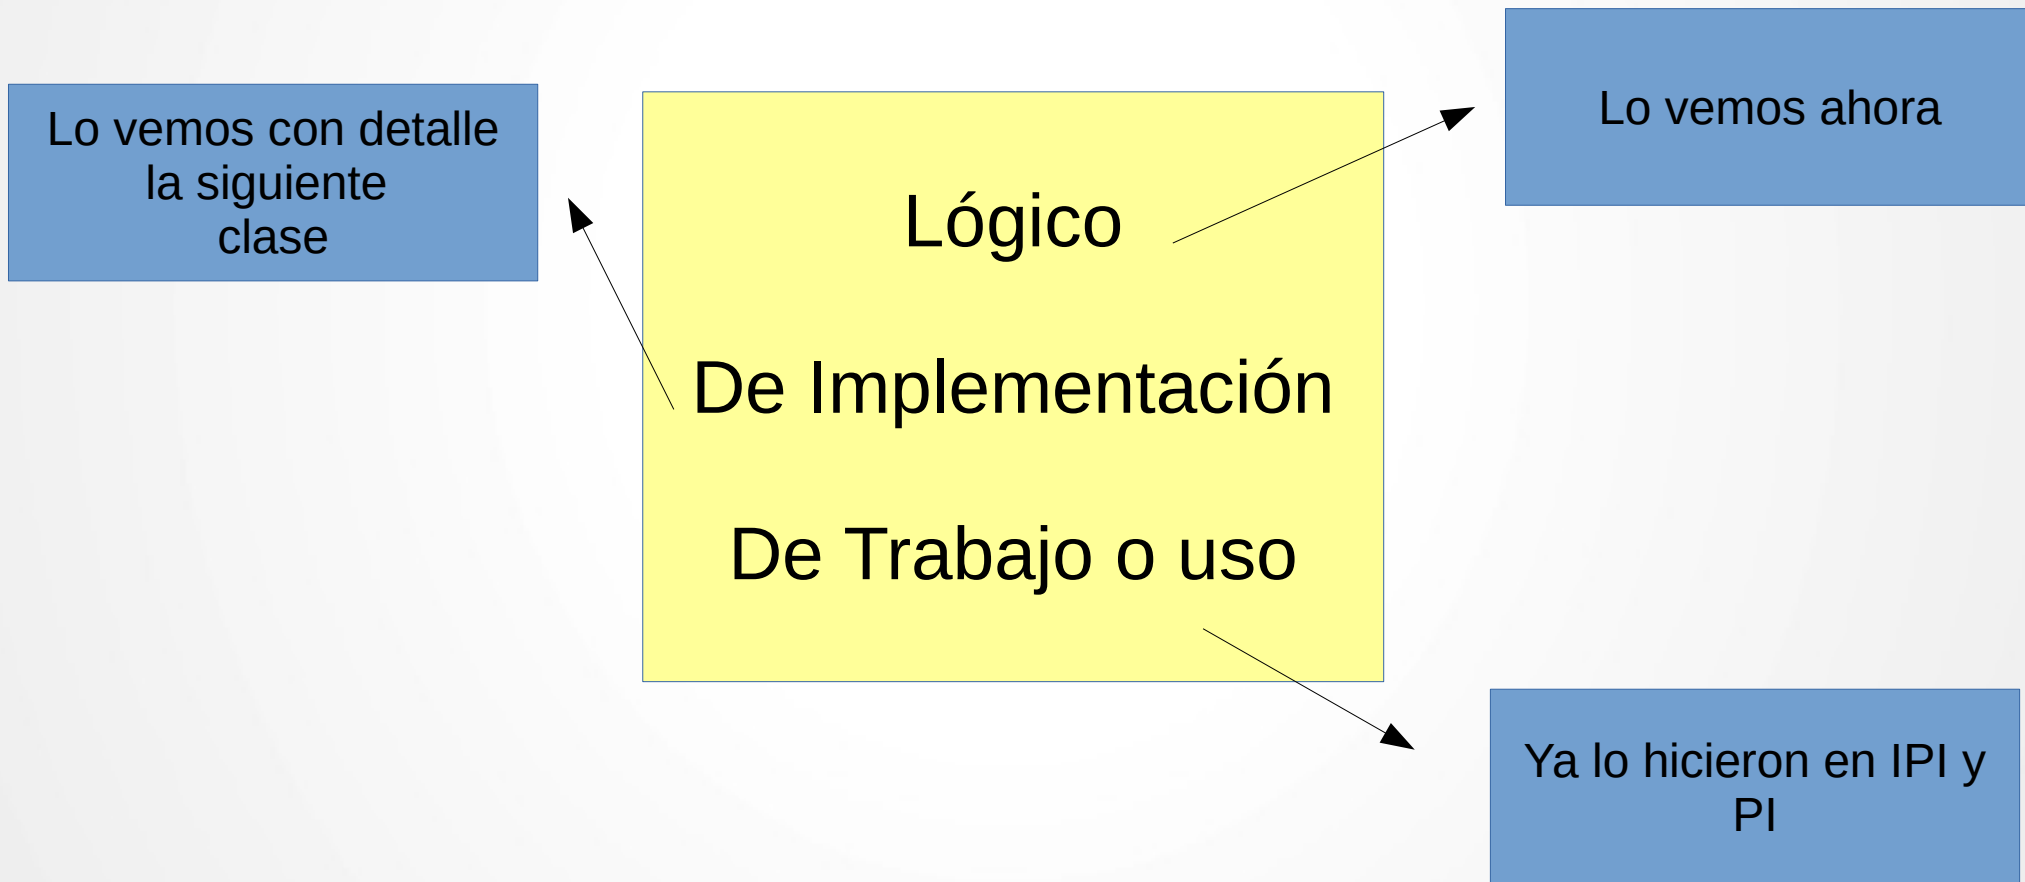 Lo vemos con detalle
la siguiente
clase
Lógico
De Implementación
De Trabajo o uso
Lo vemos ahora
Ya lo hicieron en IPI y
PI